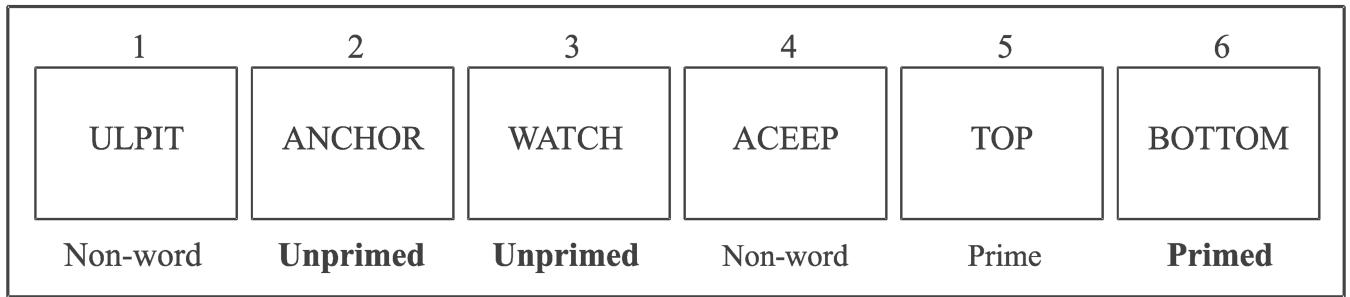 1 2 3 4 5 6
ULPIT ANCHOR WATCH ACEEP TOP BOTTOM
Non-word Unprimed Unprimed Non-word Prime Primed